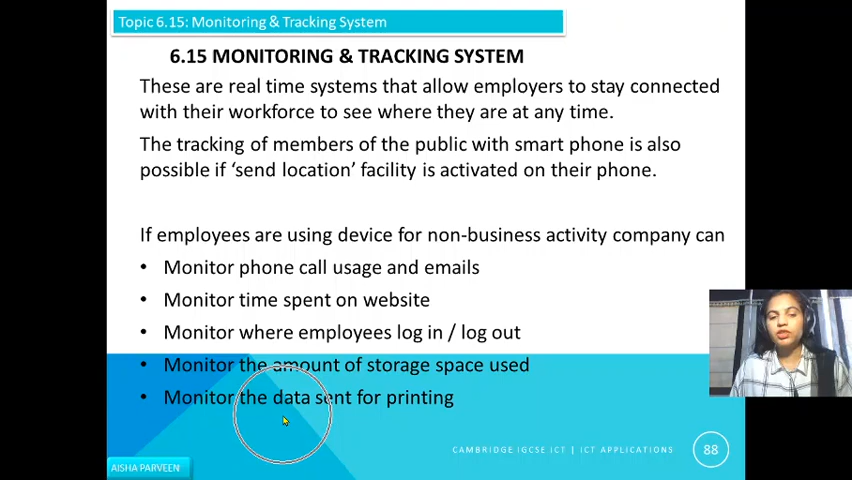 Topic 6.15: Monitoring & Tracking System
6.15 MONITORING & TRACKING SYSTEM
These are real time systems that allow employers to stay connected
with their workforce to see where they are at any time.
The tracking of members of the public with smart phone is also
possible if ‘send location’ facility is activated on their phone.
If employees are using device for non-business activity company can
• Monitor phone call usage and emails
• Monitor time spent on website
• Monitor where employees log in / log out
• Monitor the amount of storage space used
• Monitor the data sent for printing
CAMBRIDGE IGCSE ICT | ICT APPLICATIONS
88
AISHA PARVEEN